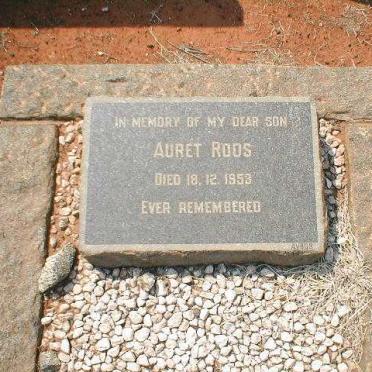 IN MEMORY OF MY DEAR SON
AURET ROOS
DIED 18.12.1953
EVER REMEMBERED